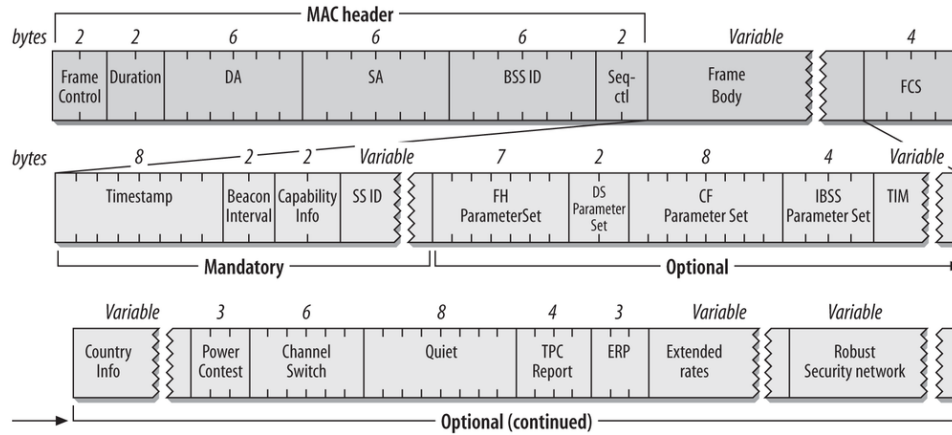 MAC header
bytes 2 2 6 6 6 2 Variable 4
Frame Control Duration DA SA BSS ID Seq-ctl Frame Body FCS
bytes 8 2 2 Variable 7 2 8 4 Variable
Timestamp Beacon Interval Capability Info SS ID FH ParameterSet DS Parameter Set CF Parameter Set IBSS Parameter Set TIM
Mandatory Optional
Variable 3 6 8 4 3 Variable Variable
Country Info Power Contest Channel Switch Quiet TPC Report ERP Extended rates Robust Security network
Optional (continued)